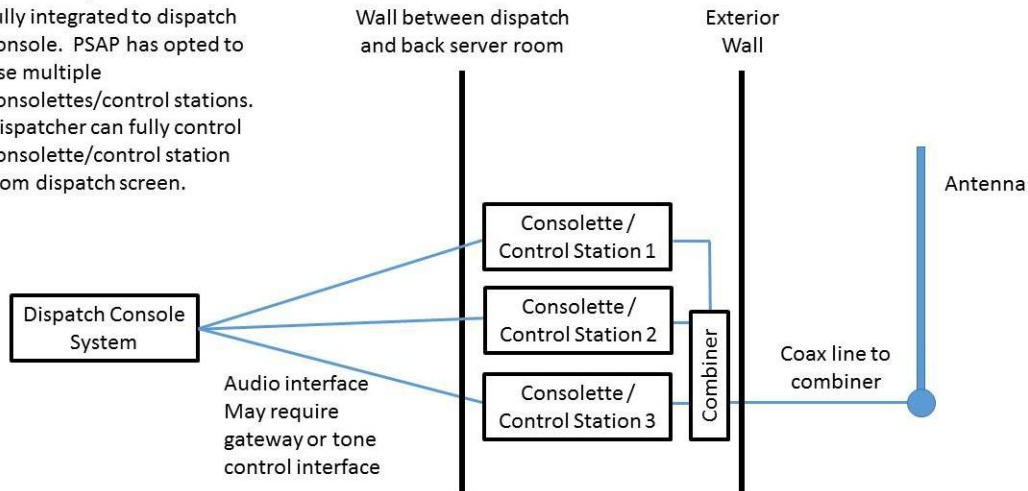 ully integrated to dispatch
onsole. PSAP has opted to
se multiple
onsolettes/control stations.
ispatcher can fully control
onsolette/control station
om dispatch screen.
Wall between dispatch
and back server room
Exterior
Wall
Antenna
Consolette /
Control Station 1
Dispatch Console
System
Consolette /
Control Station 2
Combiner
Coax line to
combiner
Audio interface
May require
gateway or tone
control interface
Consolette /
Control Station 3